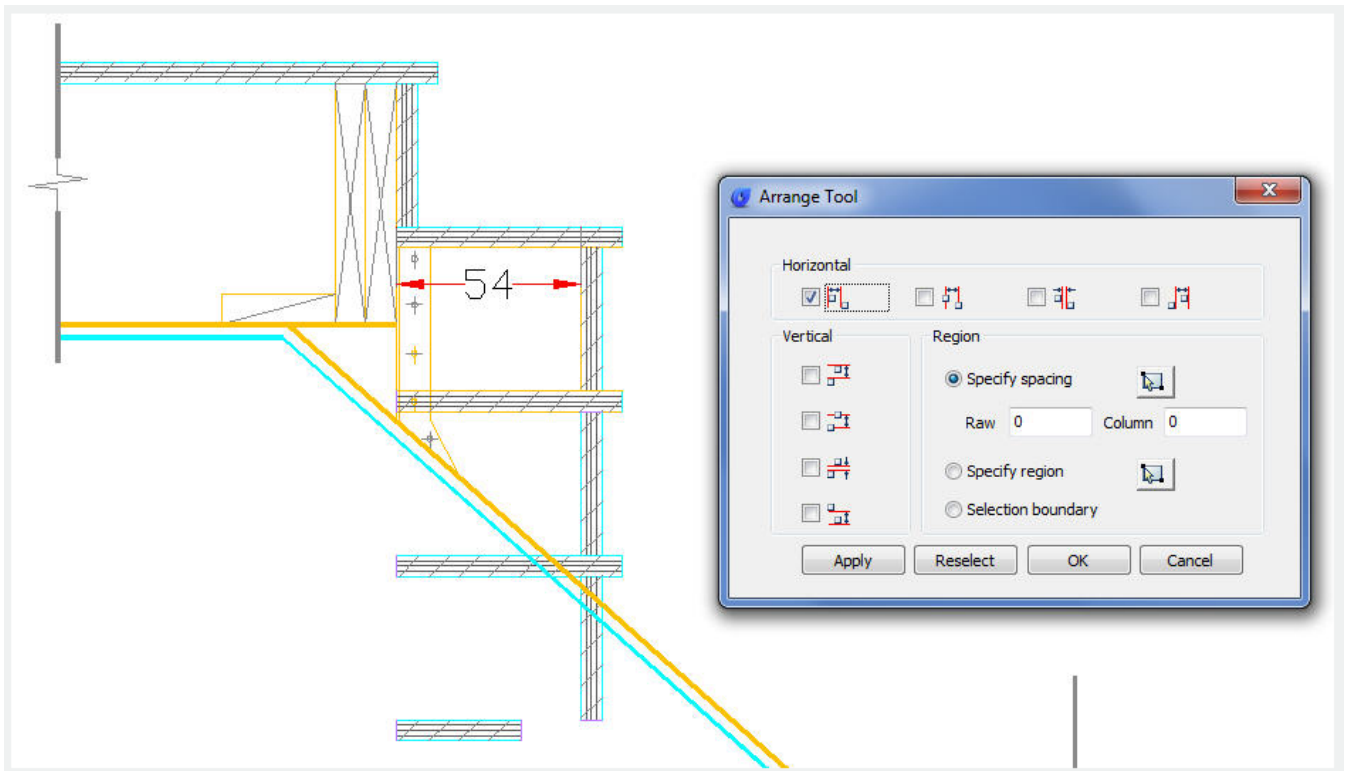 54
Arrange Tool
Horizontal
Vertical
Region
Specify spacing
Raw 0 Column 0
Specify region
Selection boundary
Apply Reselect OK Cancel